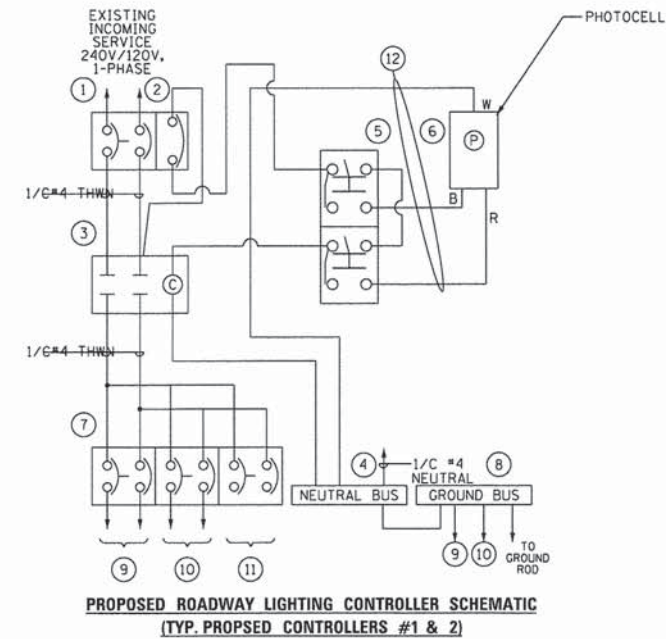 EXISTING
INCOMING
SERVICE
240V/120V,
1-PHASE
PHOTOCELL
1
2
12
5
6
W
P
B
R
1/C#4 THWN
3
C
1/C#4 THWN
7
4
1/C #4
NEUTRAL
8
NEUTRAL BUS
GROUND BUS
9
10
11
9
10
TO
GROUND
ROD
PROPOSED ROADWAY LIGHTING CONTROLLER SCHEMATIC
(TYP. PROPSED CONTROLLERS #1 & 2)